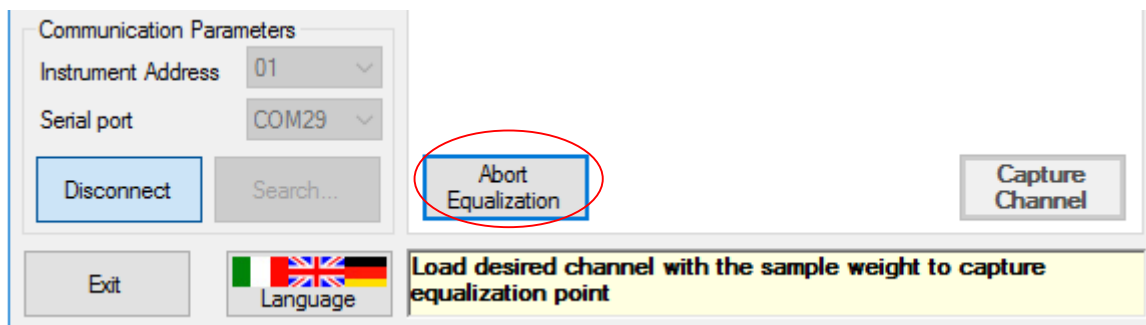 Communication Parameters
Instrument Address
01
Serial port
COM29
Disconnect
Search...
Abort
Equalization
Capture
Channel
Exit
Language
Load desired channel with the sample weight to capture
equalization point